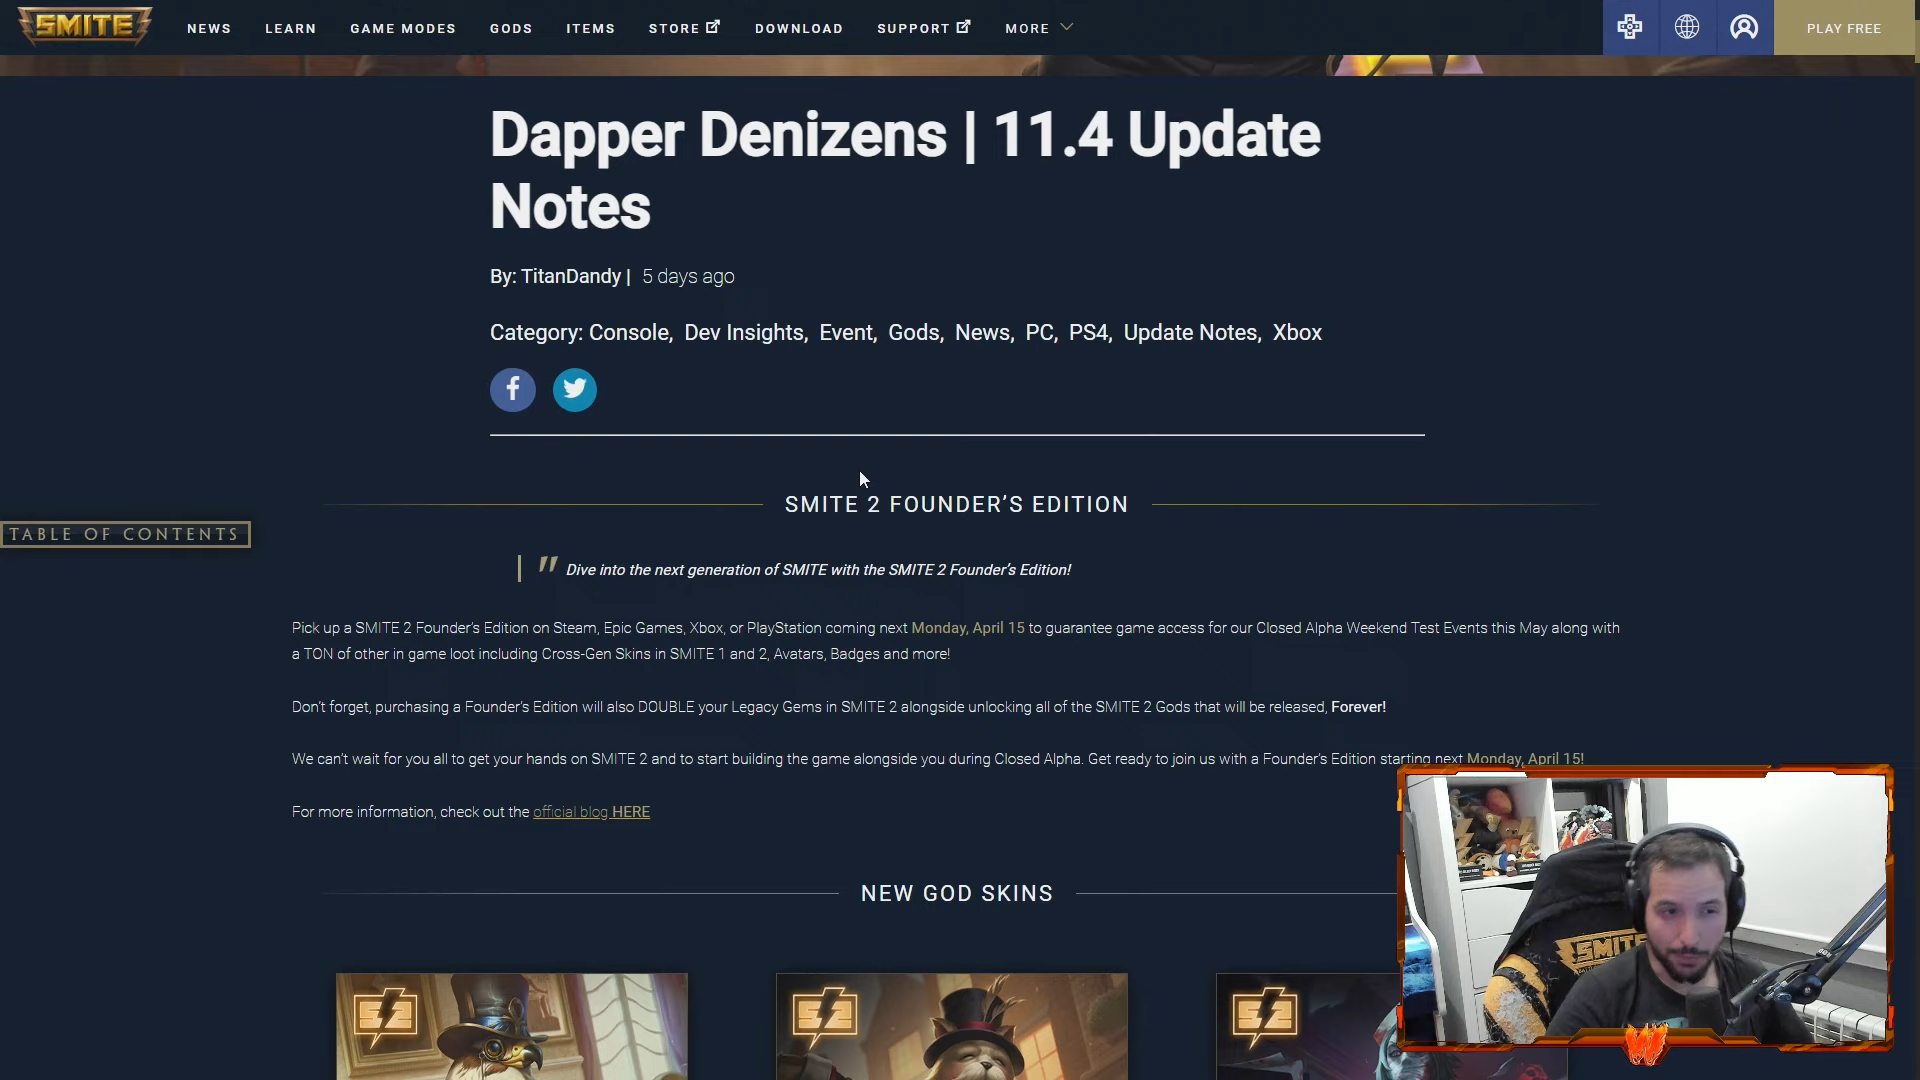 SMITE
NEWS
LEARN
GAME MODES
GODS
ITEMS
STORE
DOWNLOAD
SUPPORT
MORE
PLAY FREE
Dapper Denizens | 11.4 Update
Notes
By: TitanDandy | 5 days ago
Category: Console, Dev Insights, Event, Gods, News, PC, PS4, Update Notes, Xbox
SMITE 2 FOUNDER’S EDITION
TABLE OF CONTENTS
" Dive into the next generation of SMITE with the SMITE 2 Founder’s Edition!
Pick up a SMITE 2 Founder’s Edition on Steam, Epic Games, Xbox, or PlayStation coming next Monday, April 15 to guarantee game access for our Closed Alpha Weekend Test Events this May along with
a TON of other in game loot including Cross-Gen Skins in SMITE 1 and 2, Avatars, Badges and more!
Don’t forget, purchasing a Founder’s Edition will also DOUBLE your Legacy Gems in SMITE 2 alongside unlocking all of the SMITE 2 Gods that will be released, Forever!
We can’t wait for you all to get your hands on SMITE 2 and to start building the game alongside you during Closed Alpha. Get ready to join us with a Founder’s Edition starting next Monday, April 15!
For more information, check out the official blog HERE
NEW GOD SKINS
SMITE